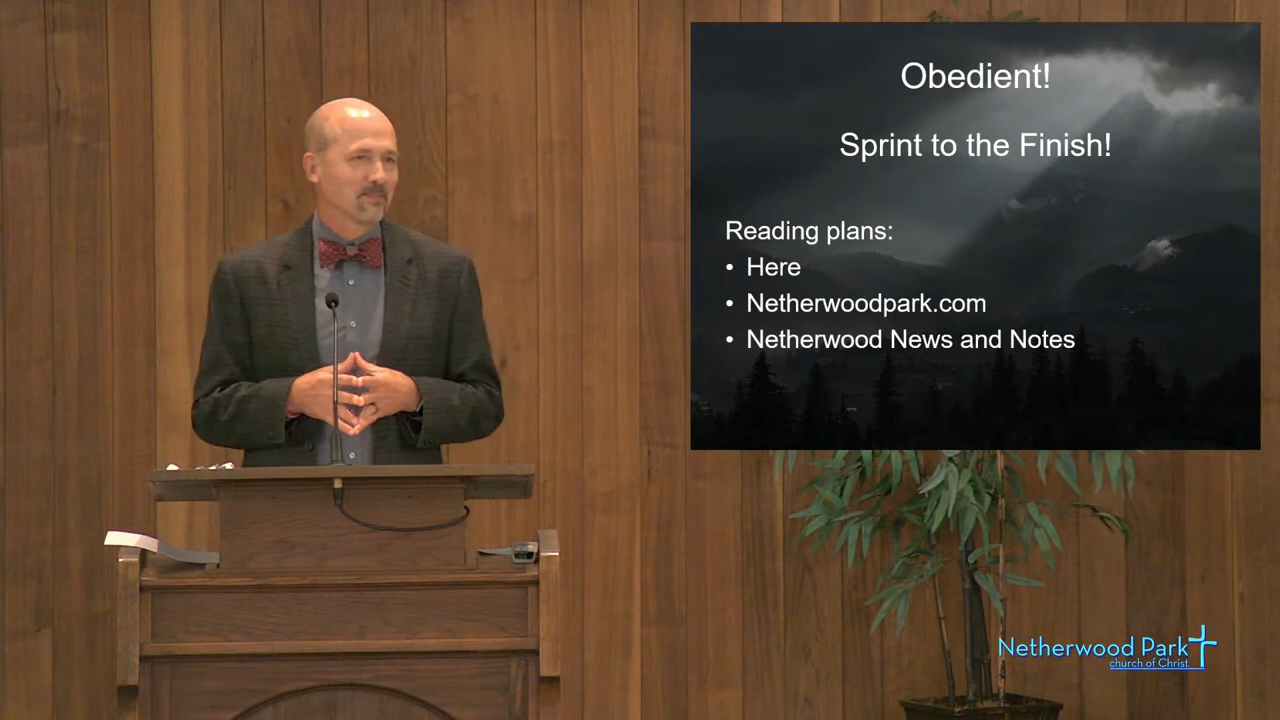 Obedient!
Sprint to the Finish!
Reading plans:
• Here
• Netherwoodpark.com
• Netherwood News and Notes
Netherwood Park
church of Christ